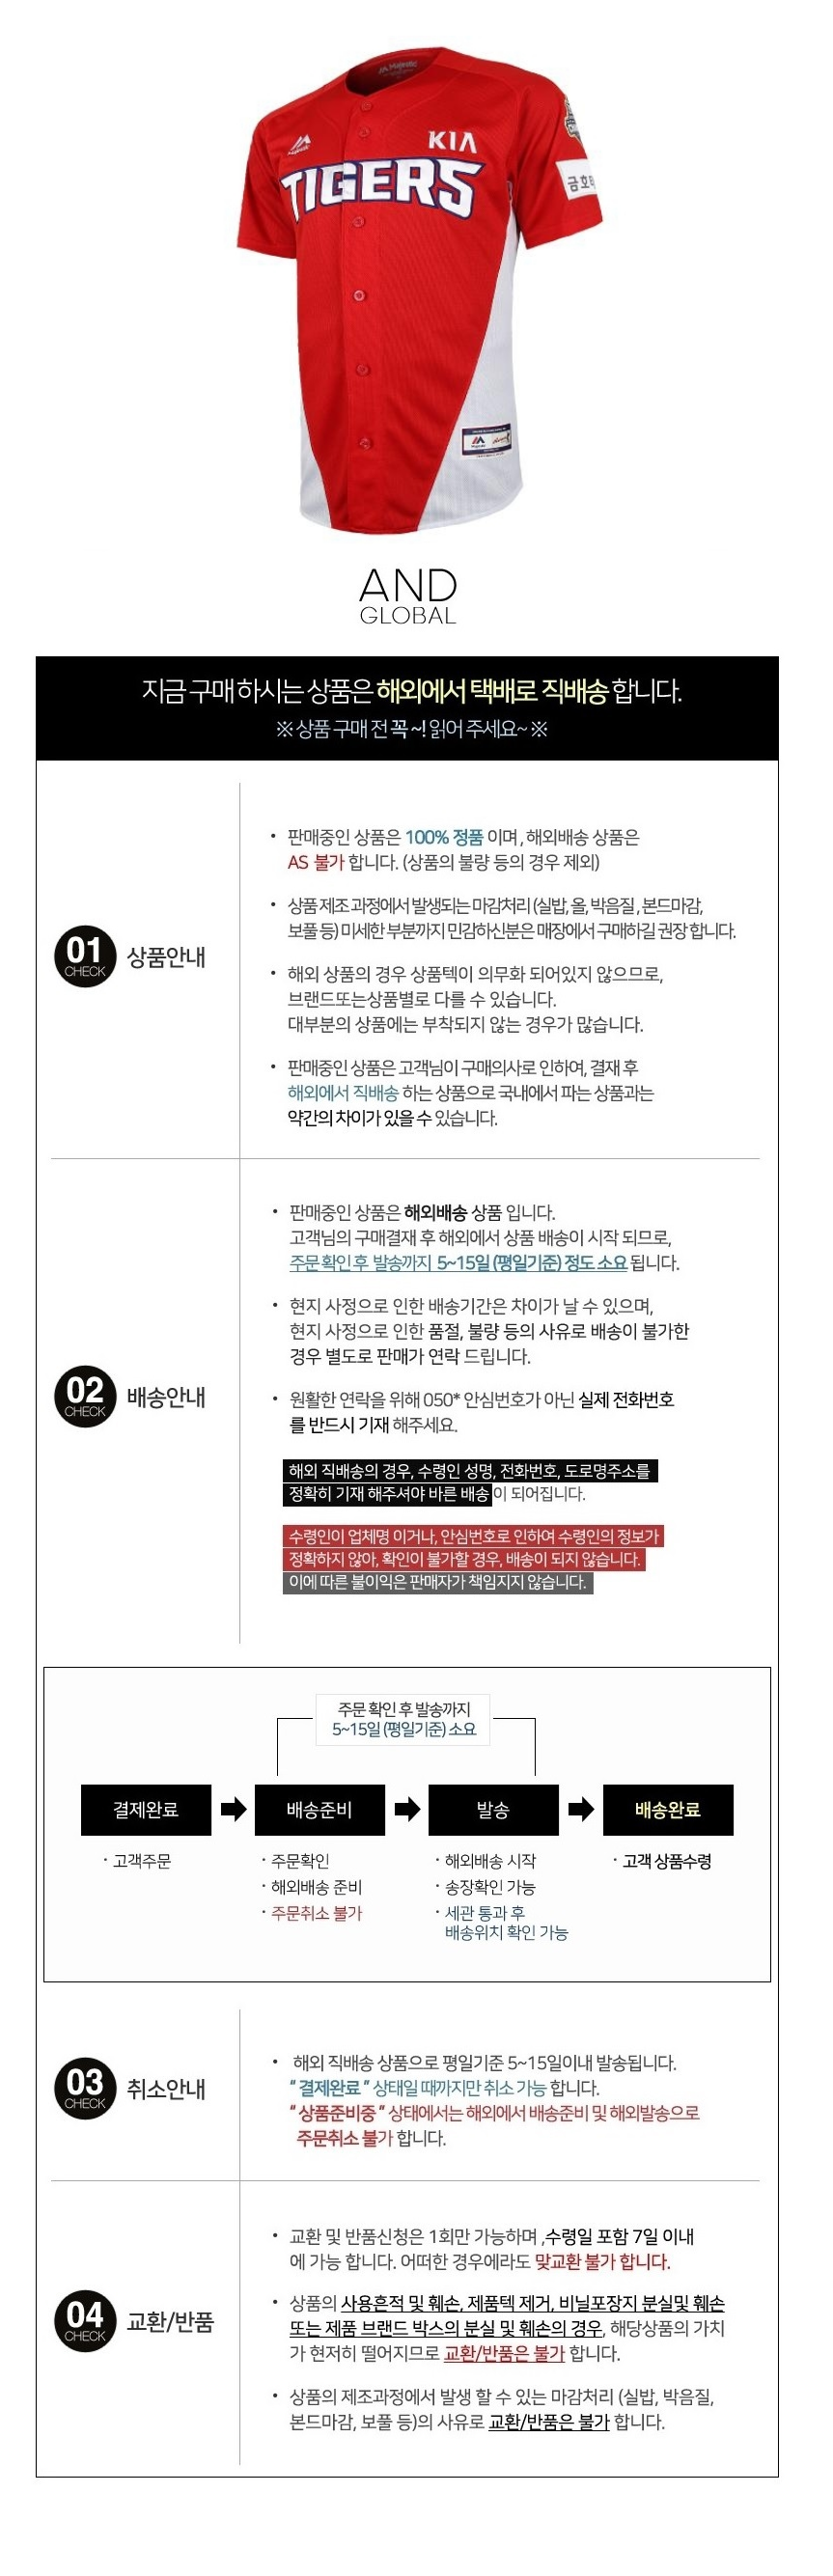 Majestic
KIA
TIGERS
금호타
AND
GLOBAL
지금 구매하시는 상품은 해외에서 택배로 직배송 합니다.
※ 상품 구매 전 꼭 ~! 읽어 주세요~ ※
01
CHECK
상품안내
• 판매중인 상품은 100% 정품 이며, 해외배송 상품은
AS 불가 합니다. (상품의 불량 등의 경우 제외)
• 상품 제조 과정에서 발생되는 마감처리 (실밥, 올, 박음질, 본드마감,
보풀 등) 미세한 부분까지 민감하신분은 매장에서 구매하길 권장 합니다.
• 해외 상품의 경우 상품텍이 의무화 되어있지 않으므로,
브랜드또는상품별로 다를 수 있습니다.
대부분의 상품에는 부착되지 않는 경우가 많습니다.
• 판매중인 상품은 고객님이 구매의사로 인하여, 결재 후
해외에서 직배송 하는 상품으로 국내에서 파는 상품과는
약간의 차이가 있을 수 있습니다.
02
CHECK
배송안내
• 판매중인 상품은 해외배송 상품 입니다.
고객님의 구매결재 후 해외에서 상품 배송이 시작 되므로,
주문 확인 후 발송까지 5~15일 (평일기준) 정도 소요 됩니다.
• 현지 사정으로 인한 배송기간은 차이가 날 수 있으며,
현지 사정으로 인한 품절, 불량 등의 사유로 배송이 불가한
경우 별도로 판매가 연락 드립니다.
• 원활한 연락을 위해 050* 안심번호가 아닌 실제 전화번호
를 반드시 기재 해주세요.
해외 직배송의 경우, 수령인 성명, 전화번호, 도로명주소를
정확히 기재 해주셔야 바른 배송이 되어집니다.
수령인이 업체명 이거나, 안심번호로 인하여 수령인의 정보가
정확하지 않아, 확인이 불가할 경우, 배송이 되지 않습니다.
이에 따른 불이익은 판매자가 책임지지 않습니다.
주문 확인 후 발송까지
5~15일 (평일기준) 소요
결제완료
배송준비
발송
배송완료
· 고객주문
· 주문확인
· 해외배송 준비
· 주문취소 불가
· 해외배송 시작
· 송장확인 가능
· 세관 통과 후
배송위치 확인 가능
· 고객 상품수령
03
CHECK
취소안내
• 해외 직배송 상품으로 평일기준 5~15일이내 발송됩니다.
“ 결제완료 ” 상태일 때까지만 취소 가능 합니다.
“ 상품준비중 ” 상태에서는 해외에서 배송준비 및 해외발송으로
주문취소 불가 합니다.
04
CHECK
교환/반품
• 교환 및 반품신청은 1회만 가능하며 ,수령일 포함 7일 이내
에 가능 합니다. 어떠한 경우에라도 맞교환 불가 합니다.
• 상품의 사용흔적 및 훼손, 제품텍 제거, 비닐포장지 분실및 훼손
또는 제품 브랜드 박스의 분실 및 훼손의 경우, 해당상품의 가치
가 현저히 떨어지므로 교환/반품은 불가 합니다.
• 상품의 제조과정에서 발생 할 수 있는 마감처리 (실밥, 박음질,
본드마감, 보풀 등)의 사유로 교환/반품은 불가 합니다.